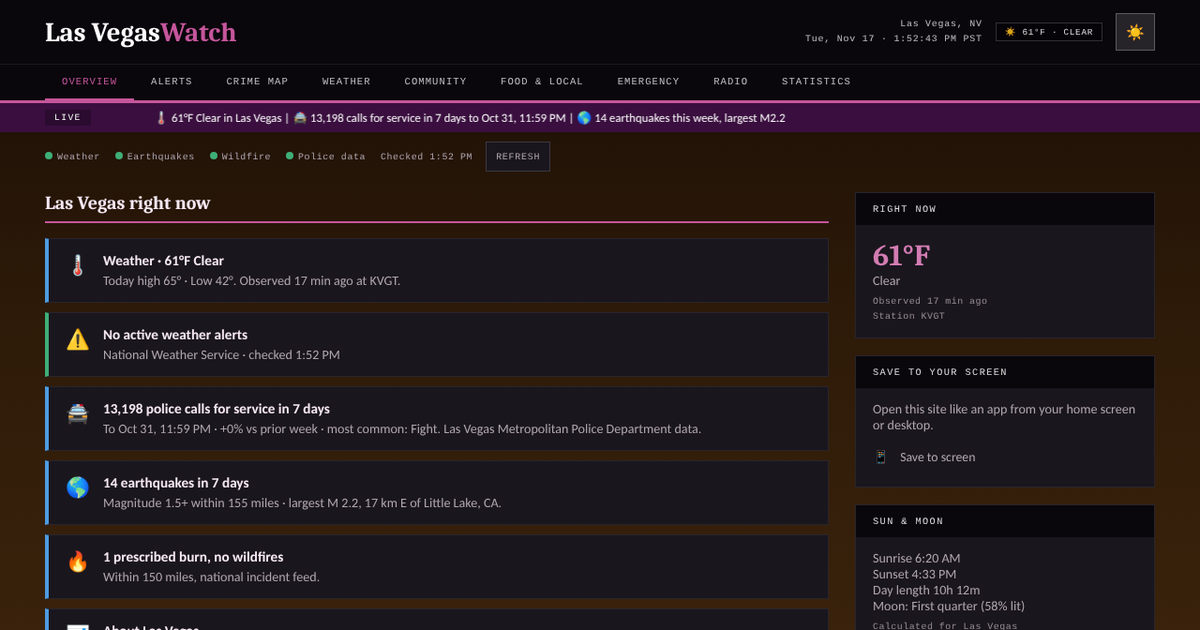 Las VegasWatch
Las Vegas, NV
Tue, Nov 17 · 1:52:43 PM PST
61°F · CLEAR
OVERVIEW ALERTS CRIME MAP WEATHER COMMUNITY FOOD & LOCAL EMERGENCY RADIO STATISTICS
LIVE 🌡️ 61°F Clear in Las Vegas | 🚔 13,198 calls for service in 7 days to Oct 31, 11:59 PM | 🌎 14 earthquakes this week, largest M2.2
Weather Earthquakes Wildfire Police data Checked 1:52 PM REFRESH
Las Vegas right now
Weather · 61°F Clear
Today high 65° · Low 42°. Observed 17 min ago at KVGT.
No active weather alerts
National Weather Service · checked 1:52 PM
13,198 police calls for service in 7 days
To Oct 31, 11:59 PM · +0% vs prior week · most common: Fight. Las Vegas Metropolitan Police Department data.
14 earthquakes in 7 days
Magnitude 1.5+ within 155 miles · largest M 2.2, 17 km E of Little Lake, CA.
1 prescribed burn, no wildfires
Within 150 miles, national incident feed.
About Las Vegas
RIGHT NOW
61°F
Clear
Observed 17 min ago
Station KVGT
SAVE TO YOUR SCREEN
Open this site like an app from your home screen
or desktop.
Save to screen
SUN & MOON
Sunrise 6:20 AM
Sunset 4:33 PM
Day length 10h 12m
Moon: First quarter (58% lit)
Calculated for Las Vegas